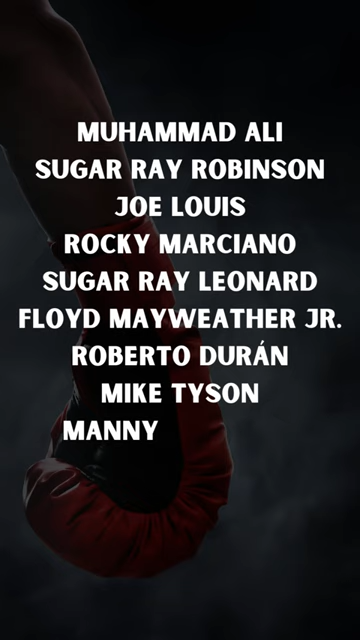 MUHAMMAD ALI
SUGAR RAY ROBINSON
JOE LOUIS
ROCKY MARCIANO
SUGAR RAY LEONARD
FLOYD MAYWEATHER JR.
ROBERTO DURÁN
MIKE TYSON
MANNY